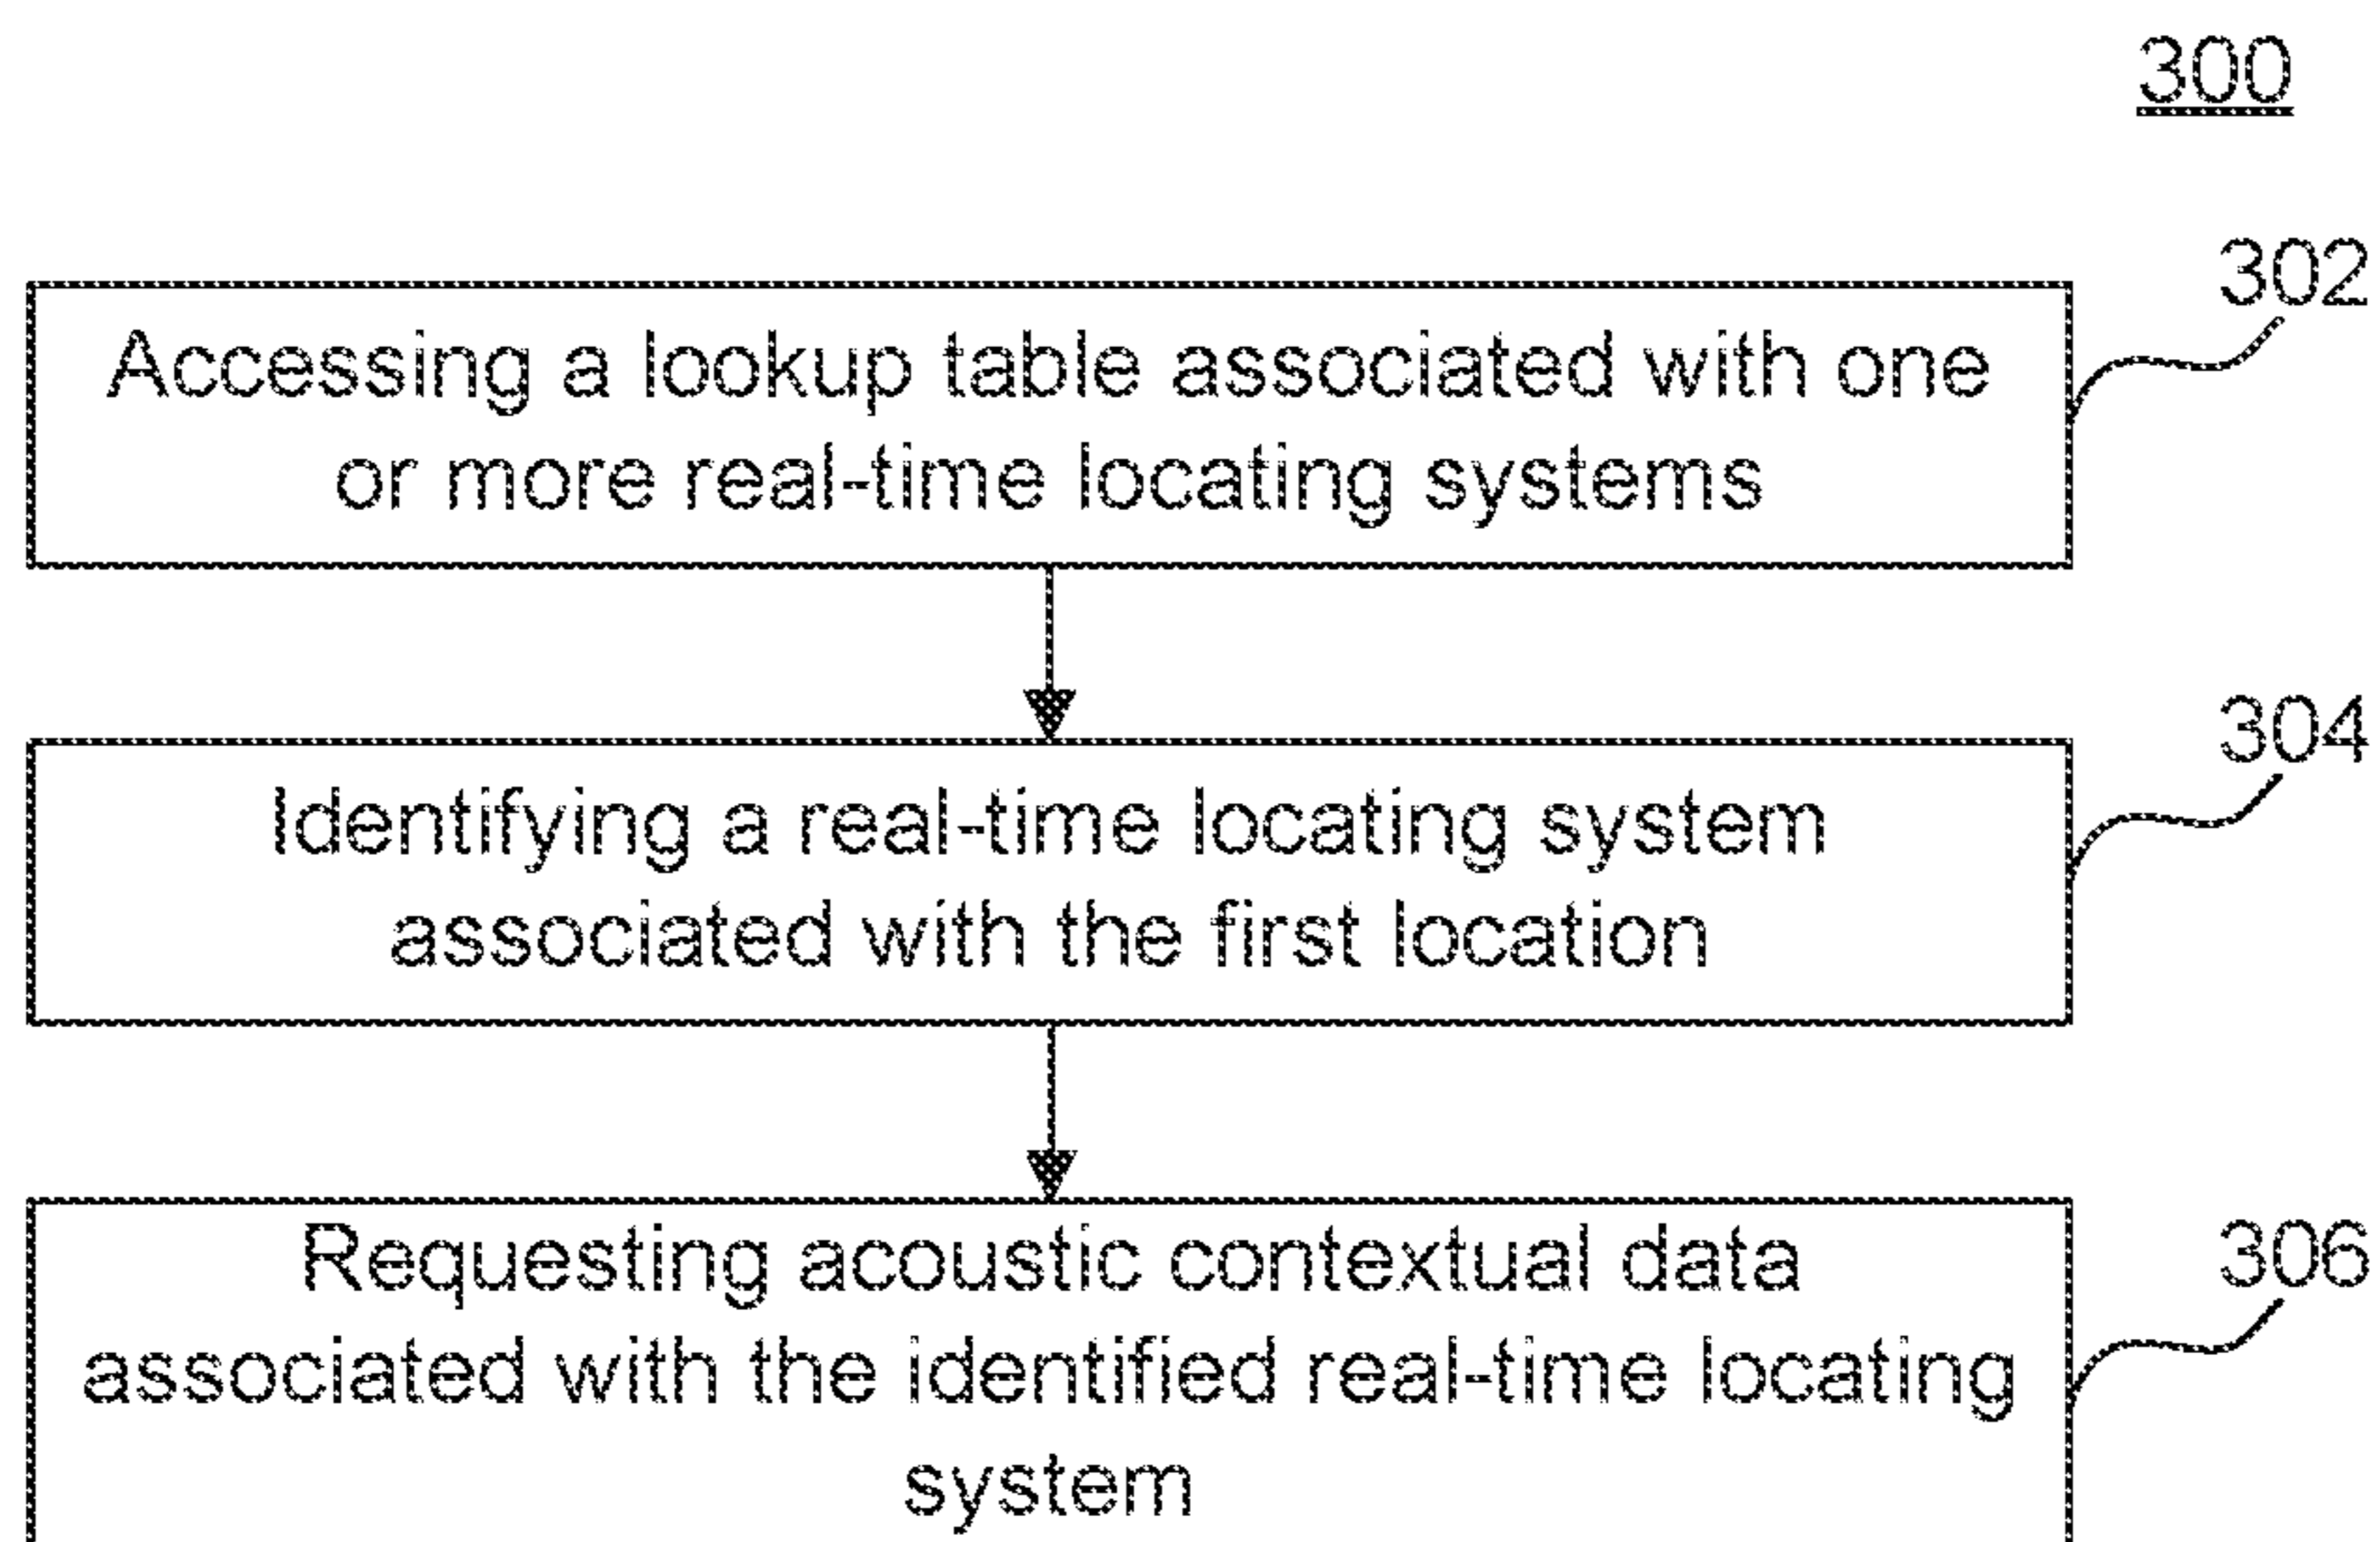 300
302
Accessing a lookup table associated with one
or more real-time locating systems
304
Identifying a real-time locating system
associated with the first location
306
Requesting acoustic contextual data
associated with the identified real-time locating
system